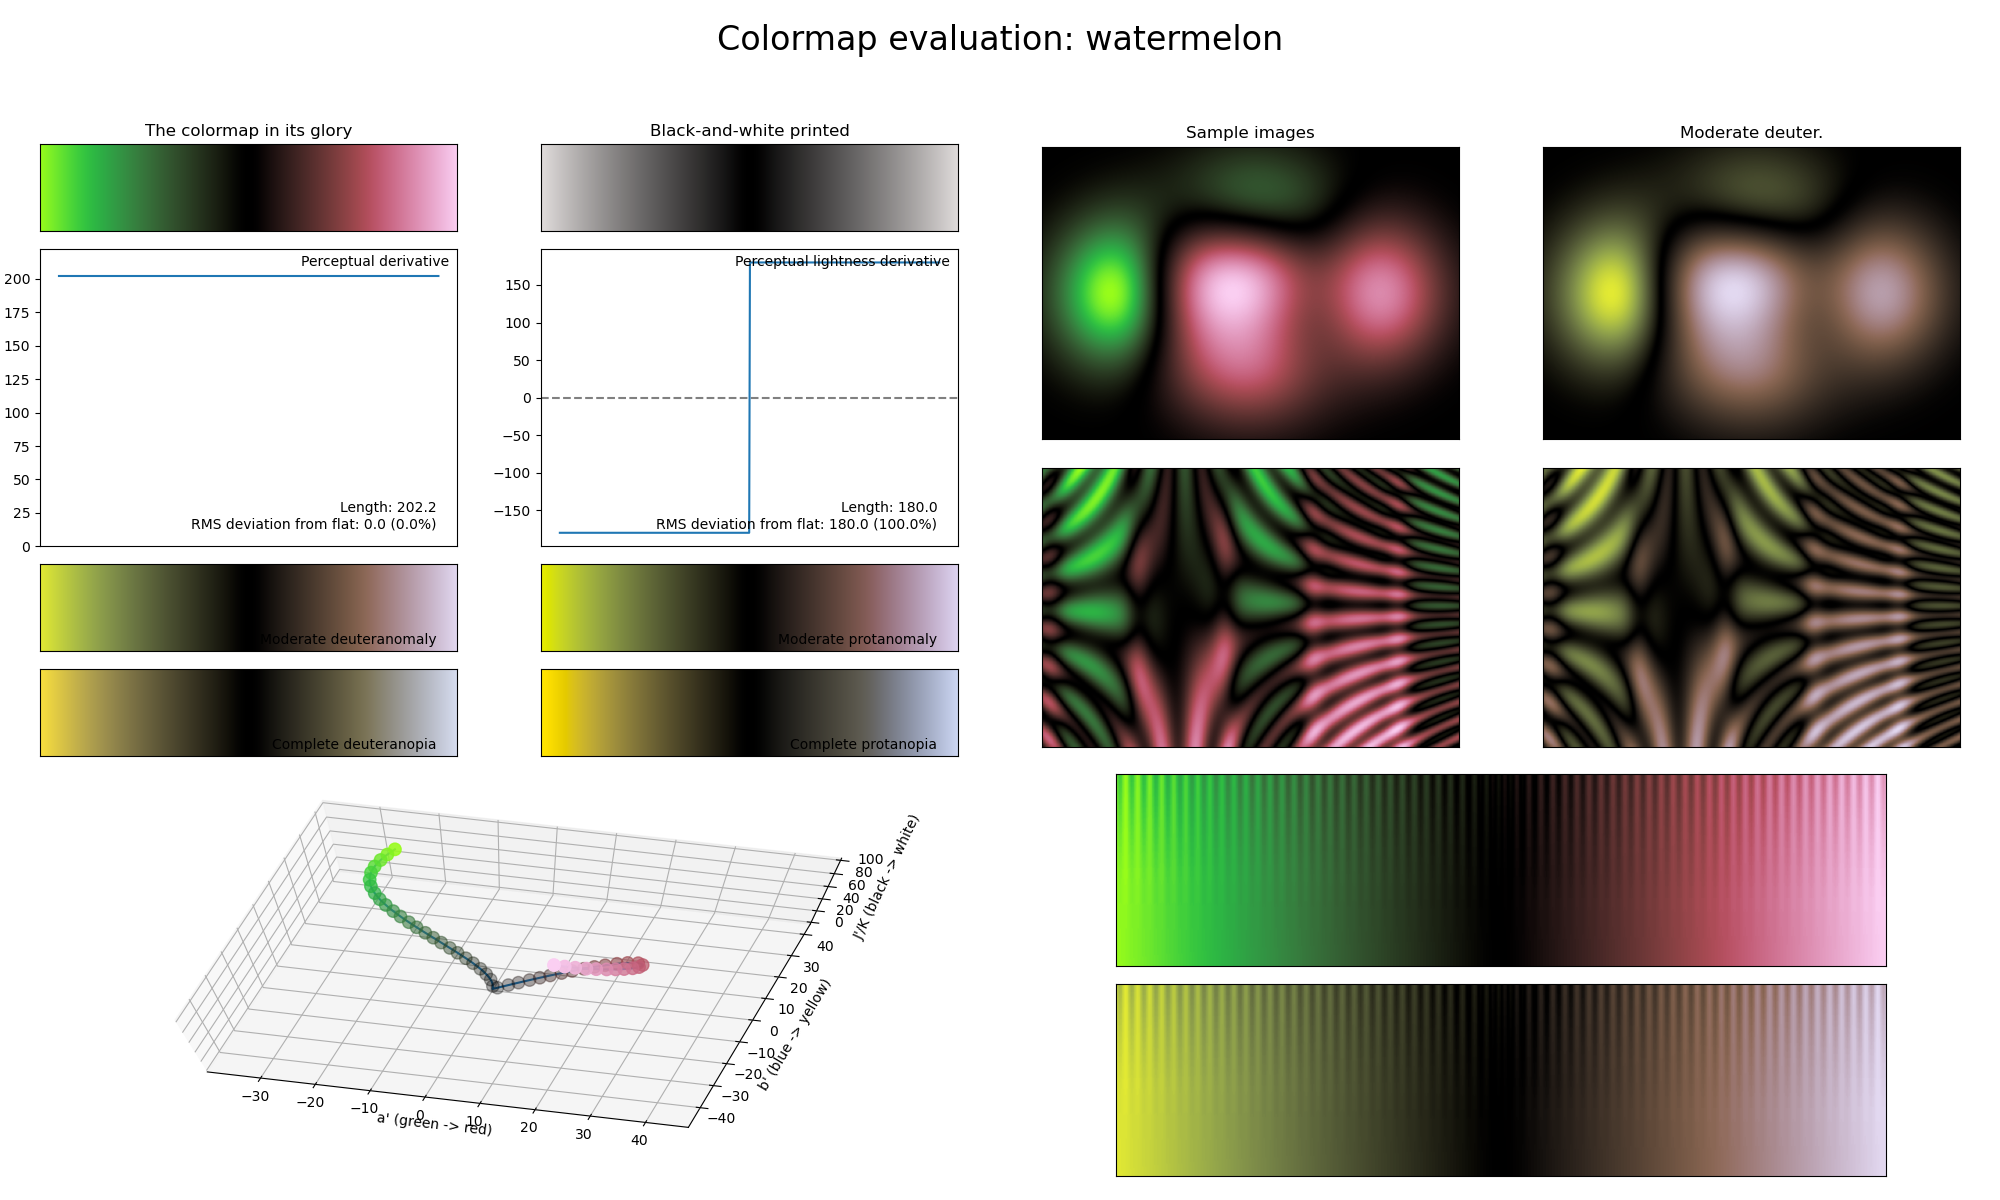 Colormap evaluation: watermelon
The colormap in its glory
Black-and-white printed
Sample images
Moderate deuter.
Perceptual derivative
200
175
150
125
100
75
50
25
0
Length: 202.2
RMS deviation from flat: 0.0 (0.0%)
Perceptual lightness derivative
150
100
50
0
−50
−100
−150
Length: 180.0
RMS deviation from flat: 180.0 (100.0%)
Moderate deuteranomaly
Moderate protanomaly
Complete deuteranopia
Complete protanopia
−30
−20
−10
0
10
20
30
40
a' (green -> red)
−40
−30
−20
−10
0
10
20
30
40
b' (blue -> yellow)
0
20
40
60
80
100
J'/K (black -> white)